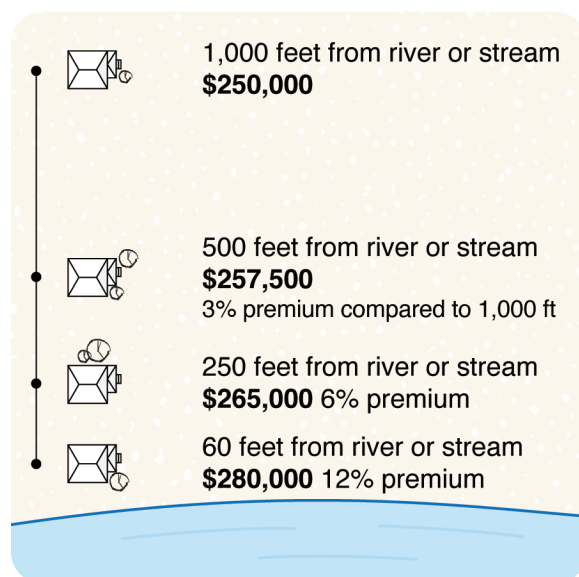 1,000 feet from river or stream
$250,000
500 feet from river or stream
$257,500
3% premium compared to 1,000 ft
250 feet from river or stream
$265,000 6% premium
60 feet from river or stream
$280,000 12% premium